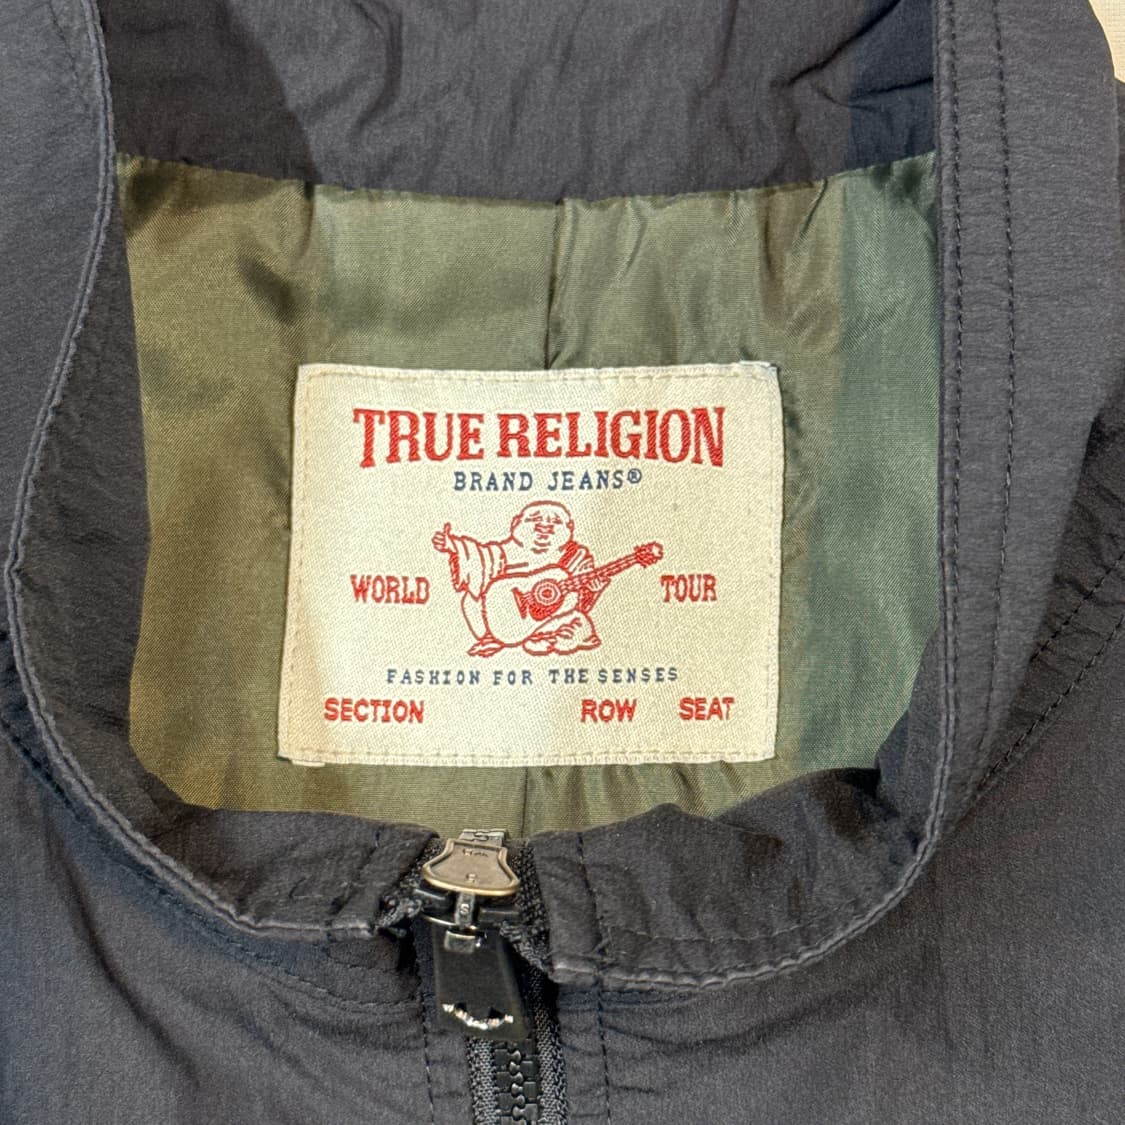 TRUE RELIGION
BRAND JEANS®
WORLD TOUR
FASHION FOR THE SENSES
SECTION ROW SEAT